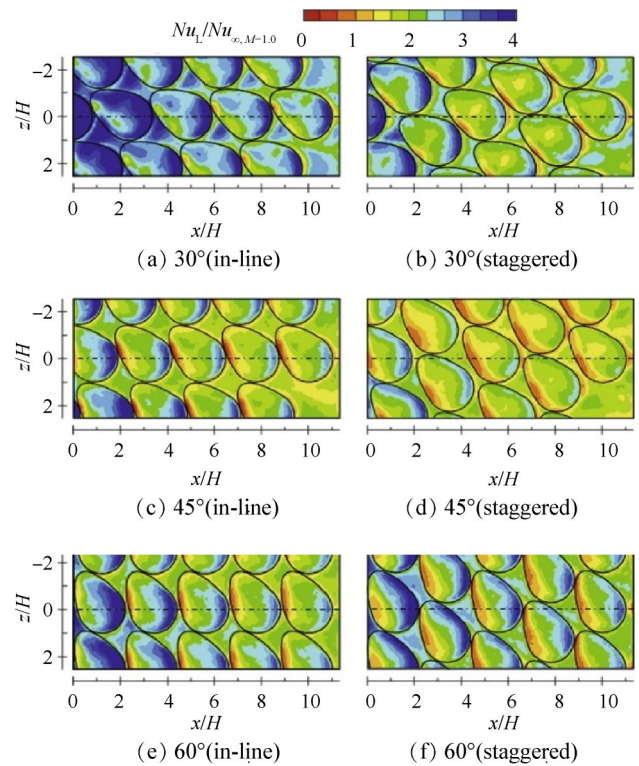 Nu_L/Nu_∞, M=1.0 0 1 2 3 4
z/H -2 0 2
0 2 4 6 8 10 0 2 4 6 8 10
x/H x/H
(a) 30°(in-line) (b) 30°(staggered)
z/H -2 0 2
0 2 4 6 8 10 0 2 4 6 8 10
x/H x/H
(c) 45°(in-line) (d) 45°(staggered)
z/H -2 0 2
0 2 4 6 8 10 0 2 4 6 8 10
x/H x/H
(e) 60°(in-line) (f) 60°(staggered)